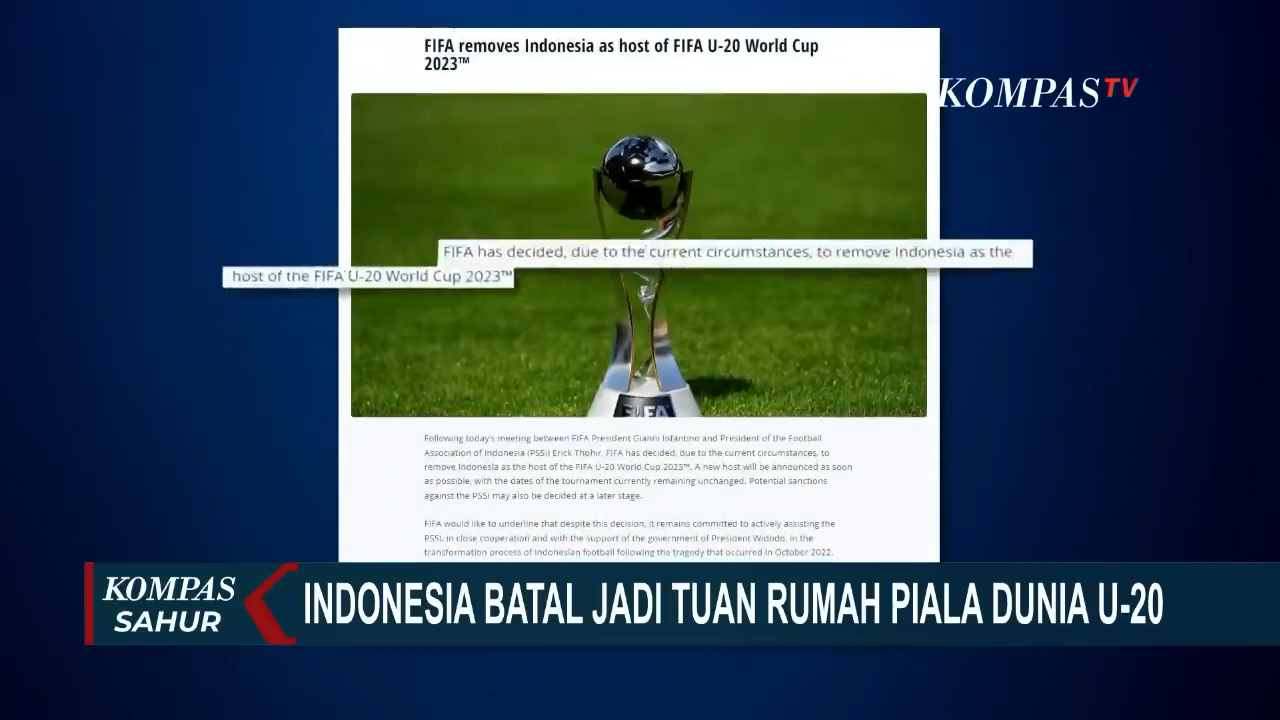 FIFA removes Indonesia as host of FIFA U-20 World Cup
2023™
KOMPAS TV
FIFA has decided, due to the current circumstances, to remove Indonesia as the
host of the FIFA U-20 World Cup 2023™
FIFA
Following today's meeting between FIFA President Gianni Infantino and President of the Football
Association of Indonesia (PSSI) Erick Thohir, FIFA has decided, due to the current circumstances, to
remove Indonesia as the host of the FIFA U-20 World Cup 2023™. A new host will be announced as soon
as possible, with the dates of the tournament currently remaining unchanged. Potential sanctions
against the PSSI may also be decided at a later stage.
FIFA would like to underline that despite this decision, it remains committed to actively assisting the
PSSI, in close cooperation and with the support of the government of President Widodo, in the
transformation process of Indonesian football following the tragedy that occurred in October 2022.
KOMPAS
SAHUR
INDONESIA BATAL JADI TUAN RUMAH PIALA DUNIA U-20